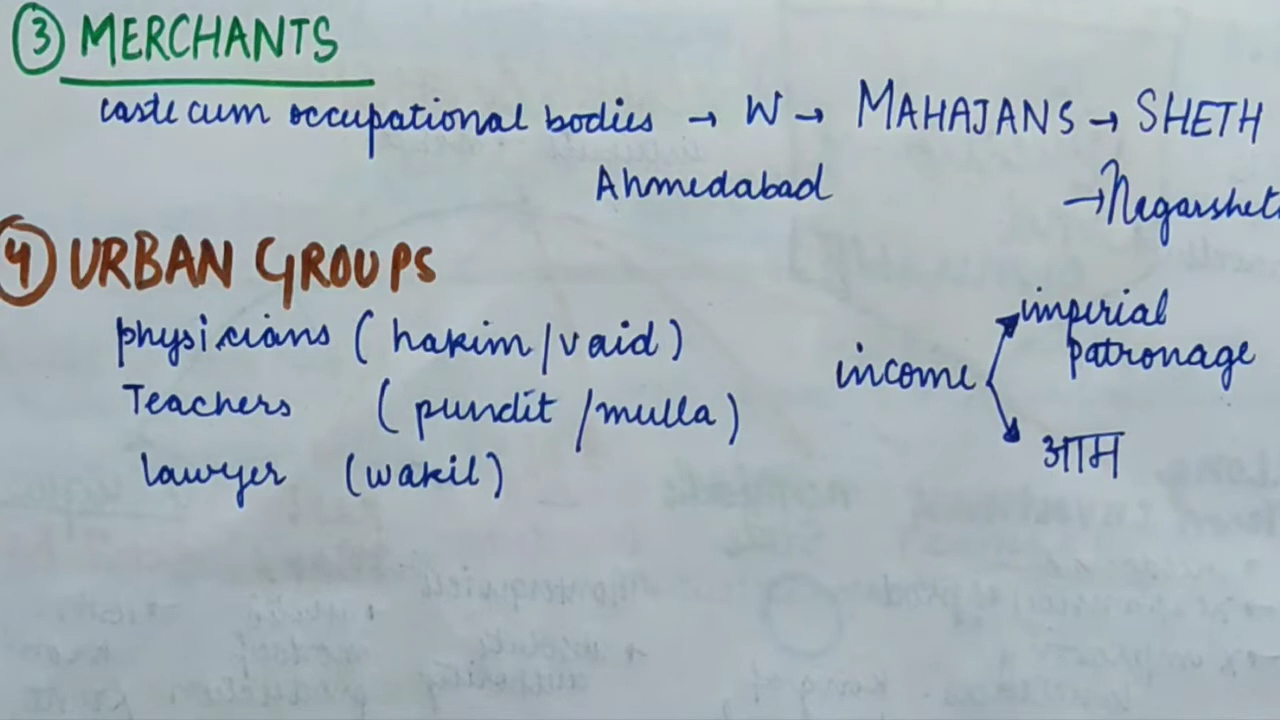 ③ MERCHANTS
caste cum occupational bodies → W → MAHAJANS → SHETH
Ahmedabad → Nagarshet
④ URBAN GROUPS
physicians (hakim/vaid)
Teachers (pundit/mulla)
lawyer (wakil)
income
imperial
patronage
आम